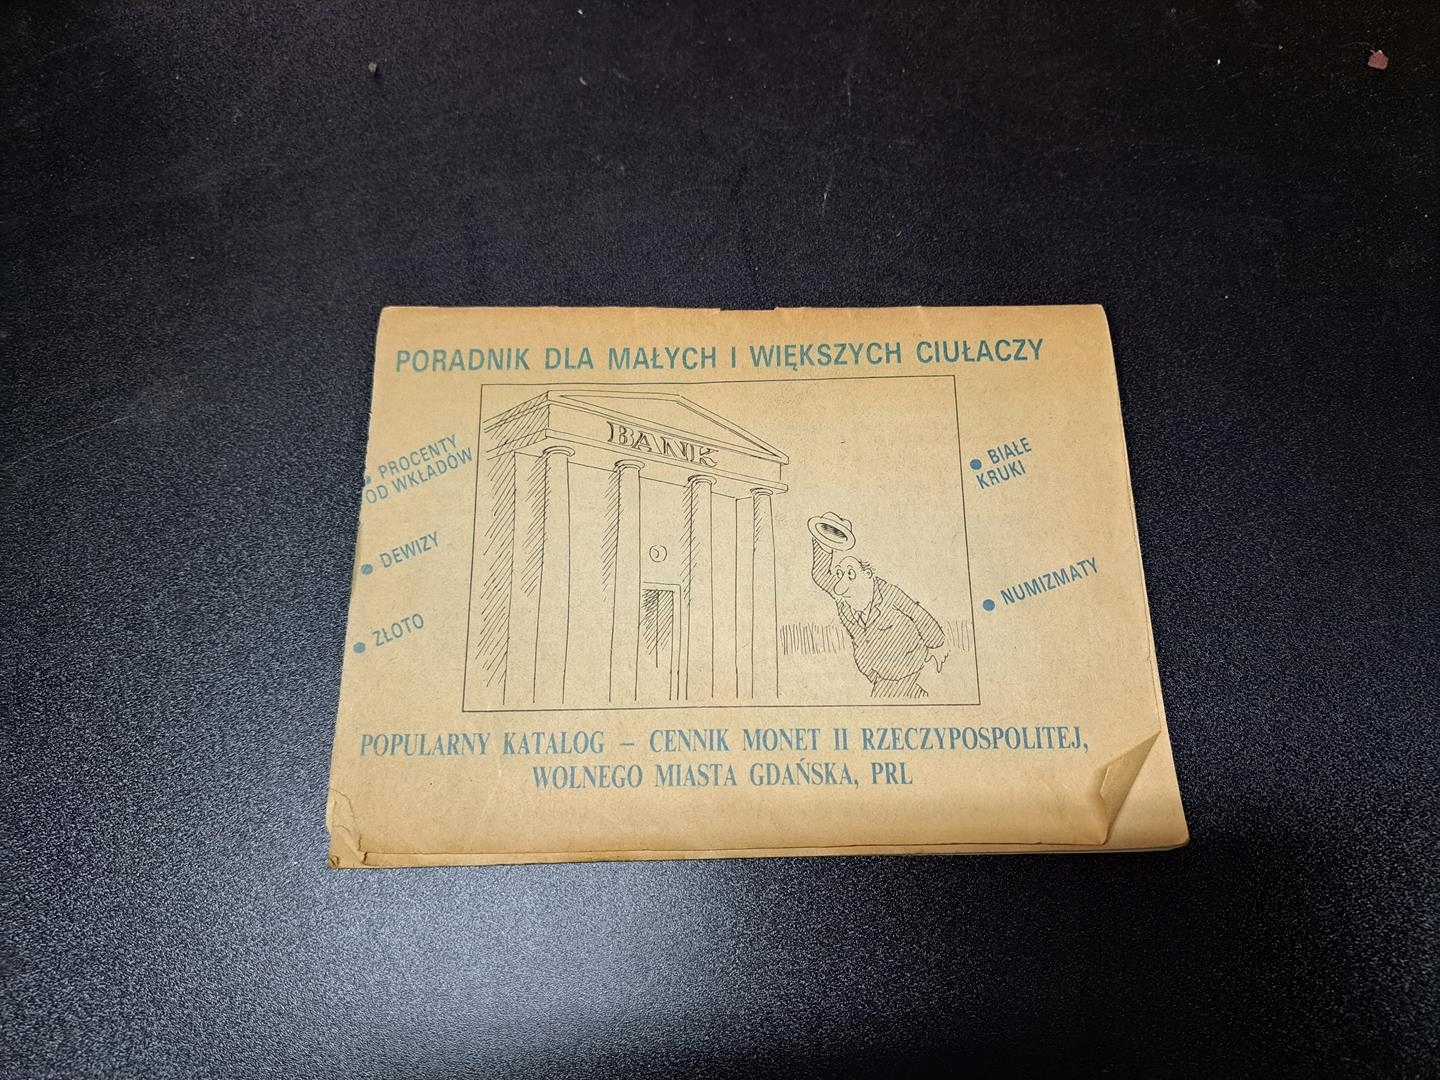 PORADNIK DLA MAŁYCH I WIĘKSZYCH CIUŁACZY
● PROCENTY
OD WKŁADÓW
● DEWIZY
● ZŁOTO
BANK
● BIAŁE
KRUKI
● NUMIZMATY
POPULARNY KATALOG – CENNIK MONET II RZECZYPOSPOLITEJ,
WOLNEGO MIASTA GDAŃSKA, PRL